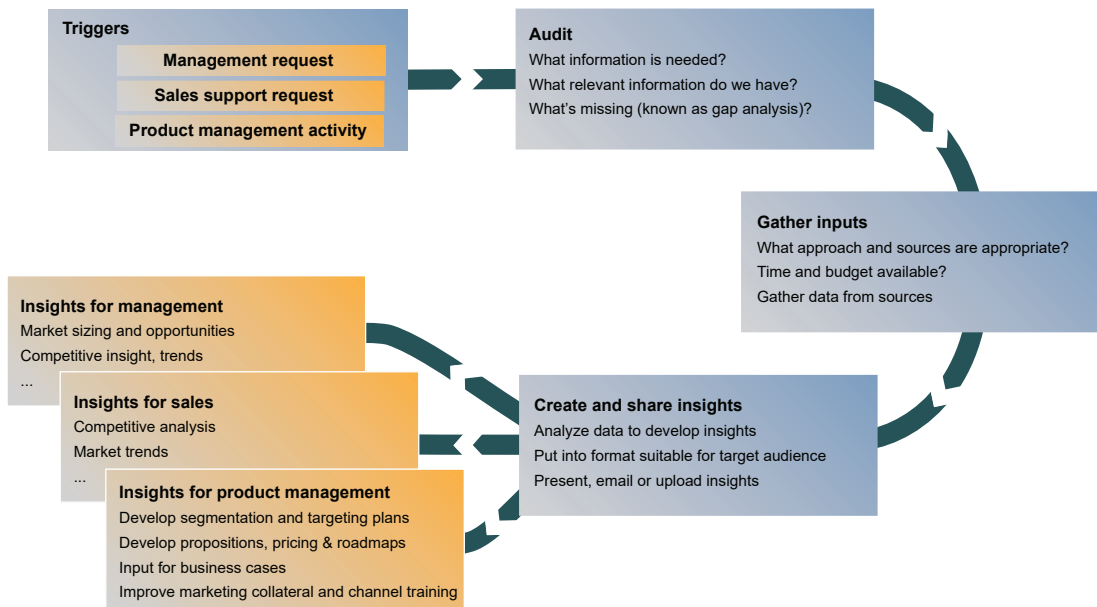 Triggers
Management request
Sales support request
Product management activity
Audit
What information is needed?
What relevant information do we have?
What's missing (known as gap analysis)?
Gather inputs
What approach and sources are appropriate?
Time and budget available?
Gather data from sources
Create and share insights
Analyze data to develop insights
Put into format suitable for target audience
Present, email or upload insights
Insights for management
Market sizing and opportunities
Competitive insight, trends
...
Insights for sales
Competitive analysis
Market trends
...
Insights for product management
Develop segmentation and targeting plans
Develop propositions, pricing & roadmaps
Input for business cases
Improve marketing collateral and channel training